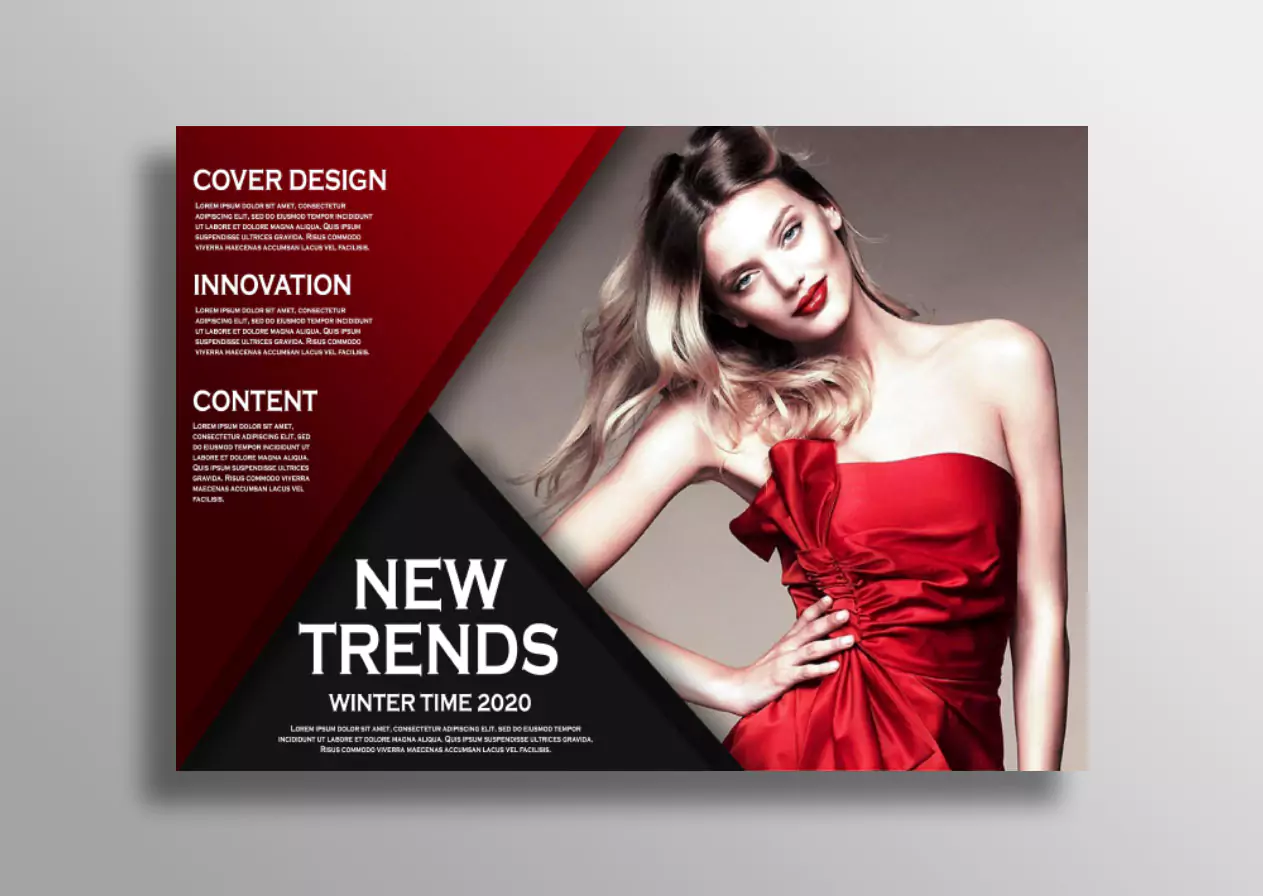 COVER DESIGN
LOREM IPSUM DOLOR SIT AMET, CONSECTETUR
ADIPISCING ELIT, SED DO EIUSMOD TEMPOR INCIDIDUNT
UT LABORE ET DOLORE MAGNA ALIQUA. QUIS IPSUM
SUSPENDISSE ULTRICES GRAVIDA. RISUS COMMODO
VIVERRA MAECENAS ACCUMSAN LACUS VEL FACILISIS.
INNOVATION
LOREM IPSUM DOLOR SIT AMET, CONSECTETUR
ADIPISCING ELIT, SED DO EIUSMOD TEMPOR INCIDIDUNT
UT LABORE ET DOLORE MAGNA ALIQUA. QUIS IPSUM
SUSPENDISSE ULTRICES GRAVIDA. RISUS COMMODO
VIVERRA MAECENAS ACCUMSAN LACUS VEL FACILISIS.
CONTENT
LOREM IPSUM DOLOR SIT AMET,
CONSECTETUR ADIPISCING ELIT, SED
DO EIUSMOD TEMPOR INCIDIDUNT UT
LABORE ET DOLORE MAGNA ALIQUA.
QUIS IPSUM SUSPENDISSE ULTRICES
GRAVIDA. RISUS COMMODO VIVERRA
MAECENAS ACCUMSAN LACUS VEL
FACILISIS.
NEW
TRENDS
WINTER TIME 2020
LOREM IPSUM DOLOR SIT AMET, CONSECTETUR ADIPISCING ELIT, SED DO EIUSMOD TEMPOR
INCIDIDUNT UT LABORE ET DOLORE MAGNA ALIQUA. QUIS IPSUM SUSPENDISSE ULTRICES GRAVIDA.
RISUS COMMODO VIVERRA MAECENAS ACCUMSAN LACUS VEL FACILISIS.